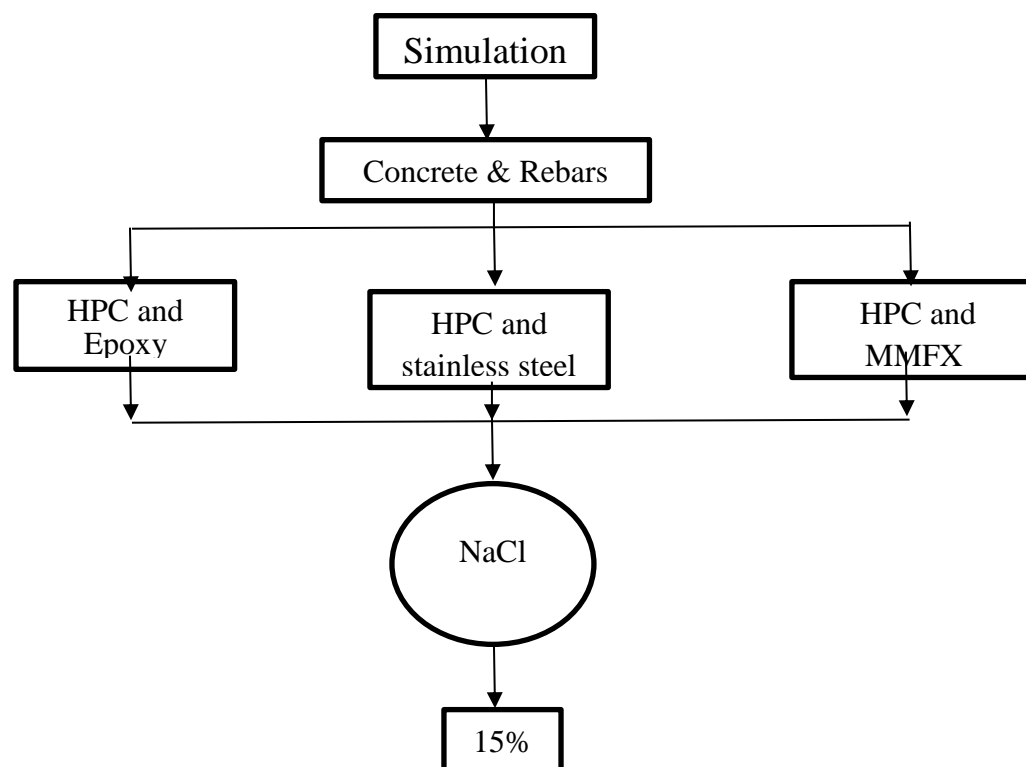 Simulation
Concrete & Rebars
HPC and
Epoxy
HPC and
stainless steel
HPC and
MMFX
NaCl
15%